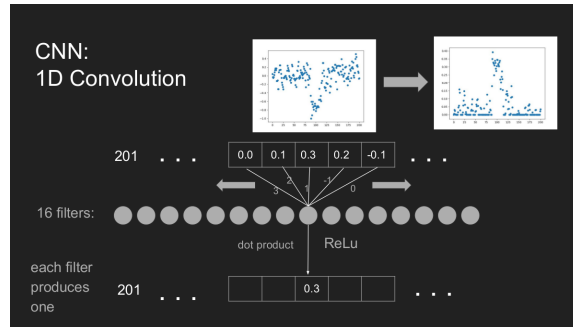 CNN:
1D Convolution
201 . . . 0.0 0.1 0.3 0.2 -0.1 . . .
3 2 1 -1 0
16 filters:
dot product ReLu
each filter
produces
one
201 . . . 0.3 . . .